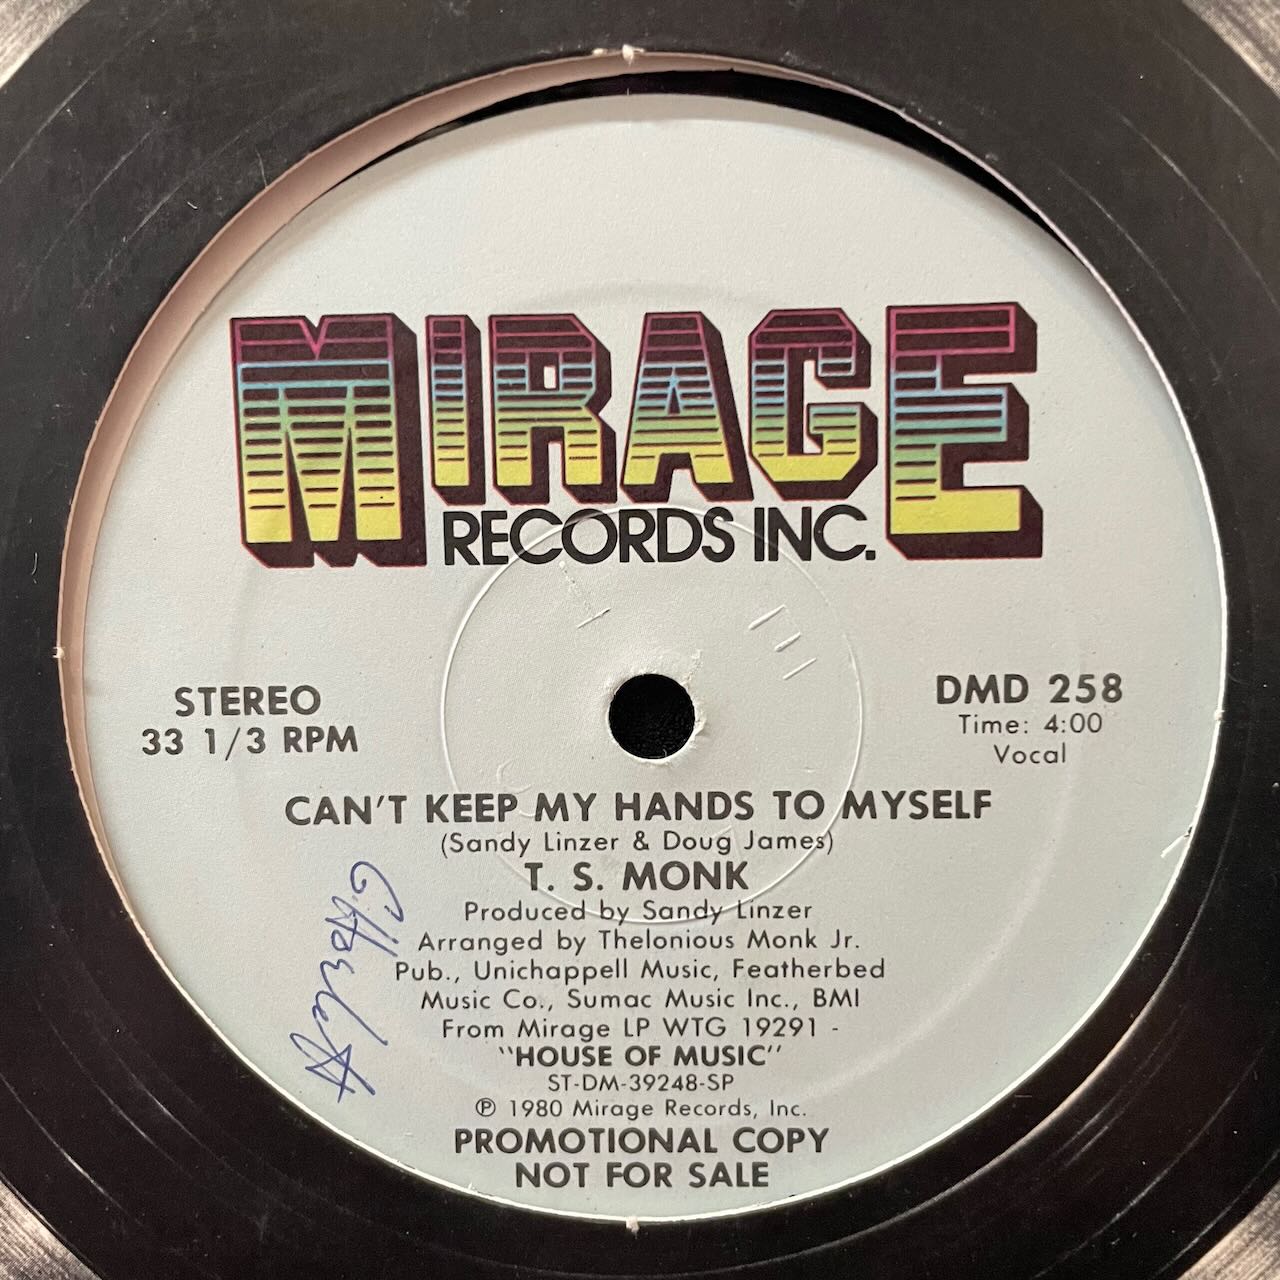 MIRAGE
RECORDS INC.
STEREO
33 1/3 RPM
DMD 258
Time: 4:00
Vocal
CAN'T KEEP MY HANDS TO MYSELF
(Sandy Linzer & Doug James)
T. S. MONK
Produced by Sandy Linzer
Arranged by Thelonious Monk Jr.
Pub., Unichappell Music, Featherbed
Music Co., Sumac Music Inc., BMI
From Mirage LP WTG 19291 -
"HOUSE OF MUSIC"
ST-DM-39248-SP
℗ 1980 Mirage Records, Inc.
PROMOTIONAL COPY
NOT FOR SALE